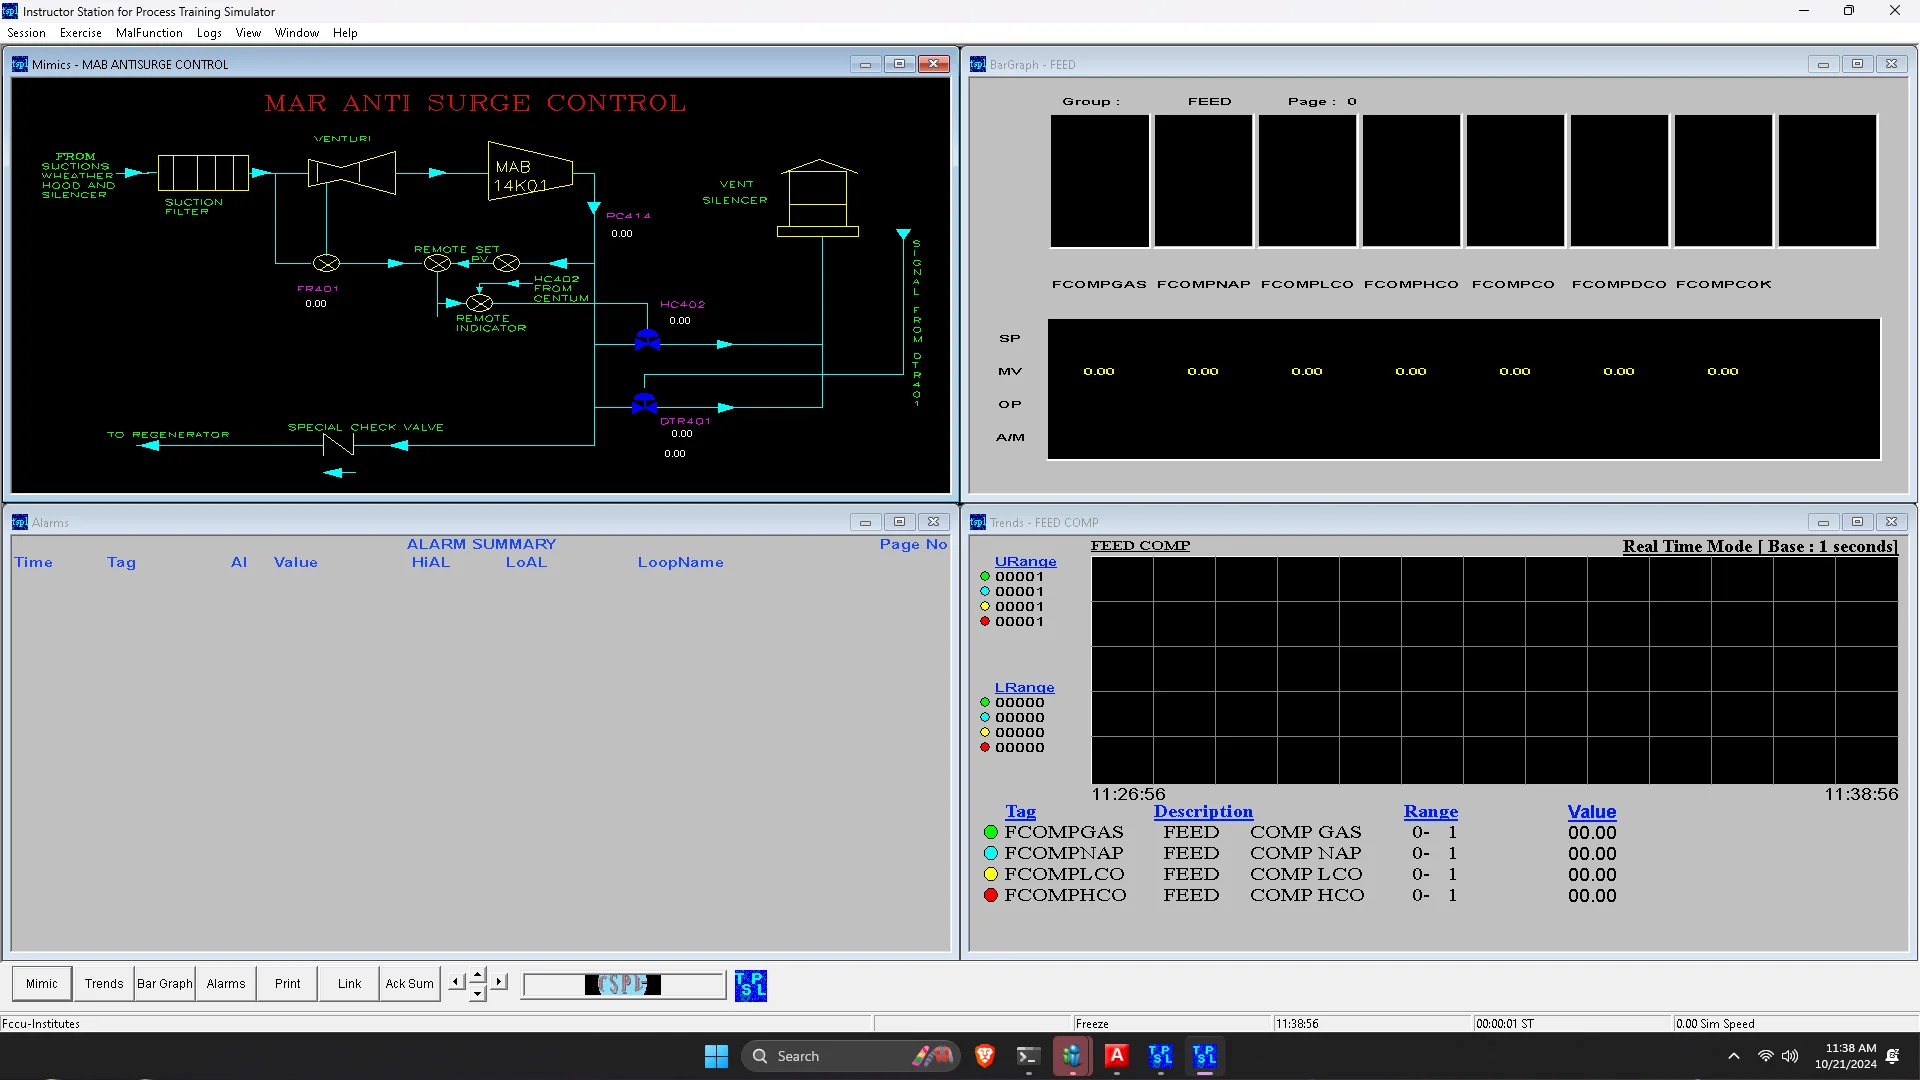 Instructor Station for Process Training Simulator
Session Exercise MalFunction Logs View Window Help
Mimics - MAB ANTISURGE CONTROL
MAR ANTI SURGE CONTROL
VENTURI
FROM
SUCTIONS
WHEATHER
HOOD AND
SILENCER
SUCTION
FILTER
MAB
14K01
VENT
SILENCER
PC414
0.00
REMOTE SET
PV
HC402
FROM
CENTUM
FR401
0.00
REMOTE
INDICATOR
HC402
0.00
SIGNAL FROM DTR401
DTR401
0.00
0.00
SPECIAL CHECK VALVE
TO REGENERATOR
BarGraph - FEED
Group : FEED Page : 0
FCOMPGAS FCOMPNAP FCOMPLCO FCOMPHCO FCOMPCO FCOMPDCO FCOMPCOK
SP
MV 0.00 0.00 0.00 0.00 0.00 0.00 0.00
OP
A/M
Alarms
ALARM SUMMARY Page No
Time Tag Al Value HiAL LoAL LoopName
Trends - FEED COMP
FEED COMP Real Time Mode [ Base : 1 seconds]
URange
00001
00001
00001
00001
LRange
00000
00000
00000
00000
11:26:56 11:38:56
Tag Description Range Value
FCOMPGAS FEED COMP GAS 0- 1 00.00
FCOMPNAP FEED COMP NAP 0- 1 00.00
FCOMPLCO FEED COMP LCO 0- 1 00.00
FCOMPHCO FEED COMP HCO 0- 1 00.00
Mimic Trends Bar Graph Alarms Print Link Ack Sum TSPL TPSL
Fccu-Institutes Freeze 11:38:56 00:00:01 ST 0.00 Sim Speed
Search
11:38 AM
10/21/2024